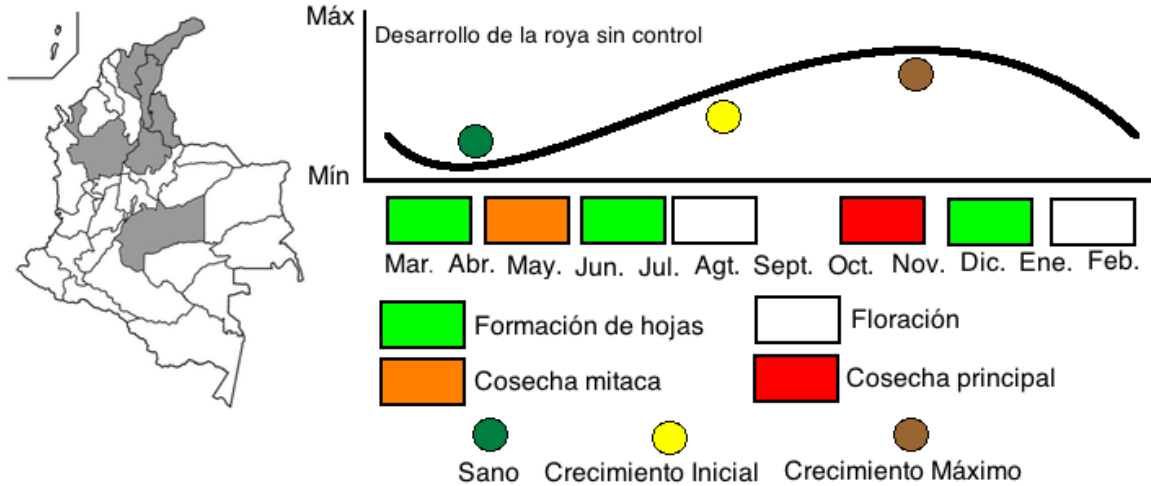 Máx
Desarrollo de la roya sin control
Mín
Mar. Abr. May. Jun. Jul. Agt. Sept. Oct. Nov. Dic. Ene. Feb.
Formación de hojas
Floración
Cosecha mitaca
Cosecha principal
Sano
Crecimiento Inicial
Crecimiento Máximo